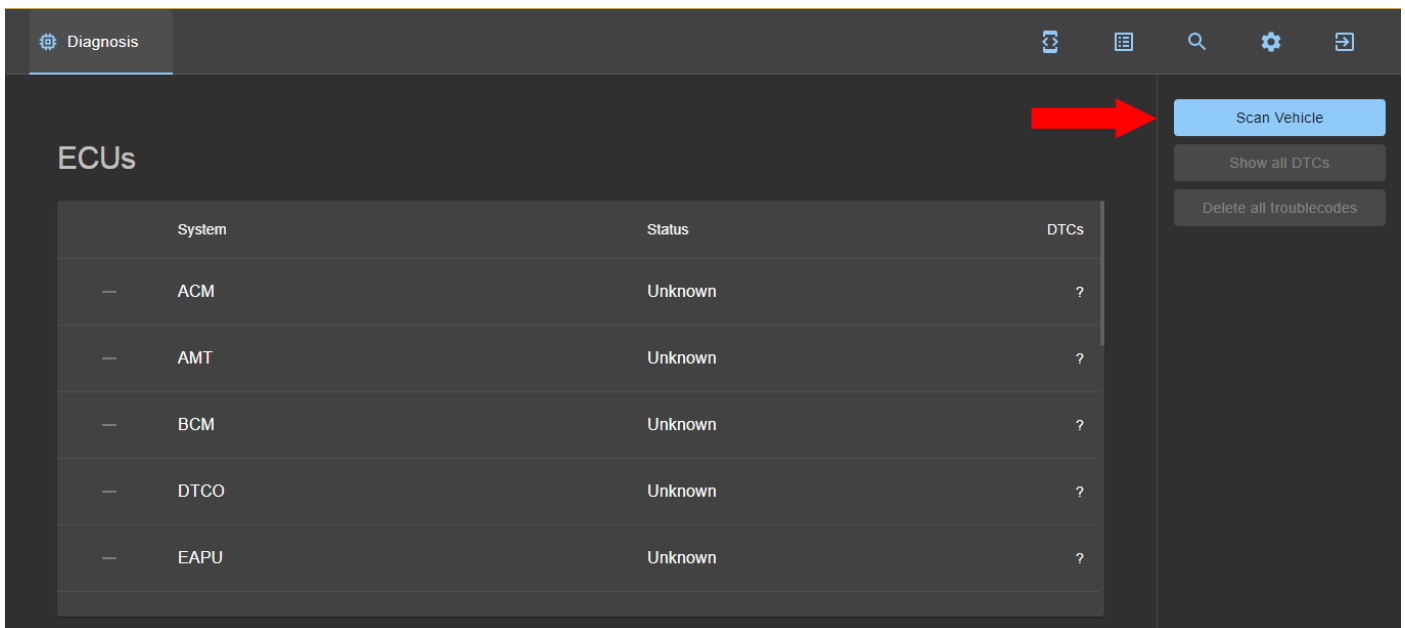 Diagnosis
Scan Vehicle
ECUs
Show all DTCs
Delete all troublecodes
System Status DTCs
— ACM Unknown ?
— AMT Unknown ?
— BCM Unknown ?
— DTCO Unknown ?
— EAPU Unknown ?